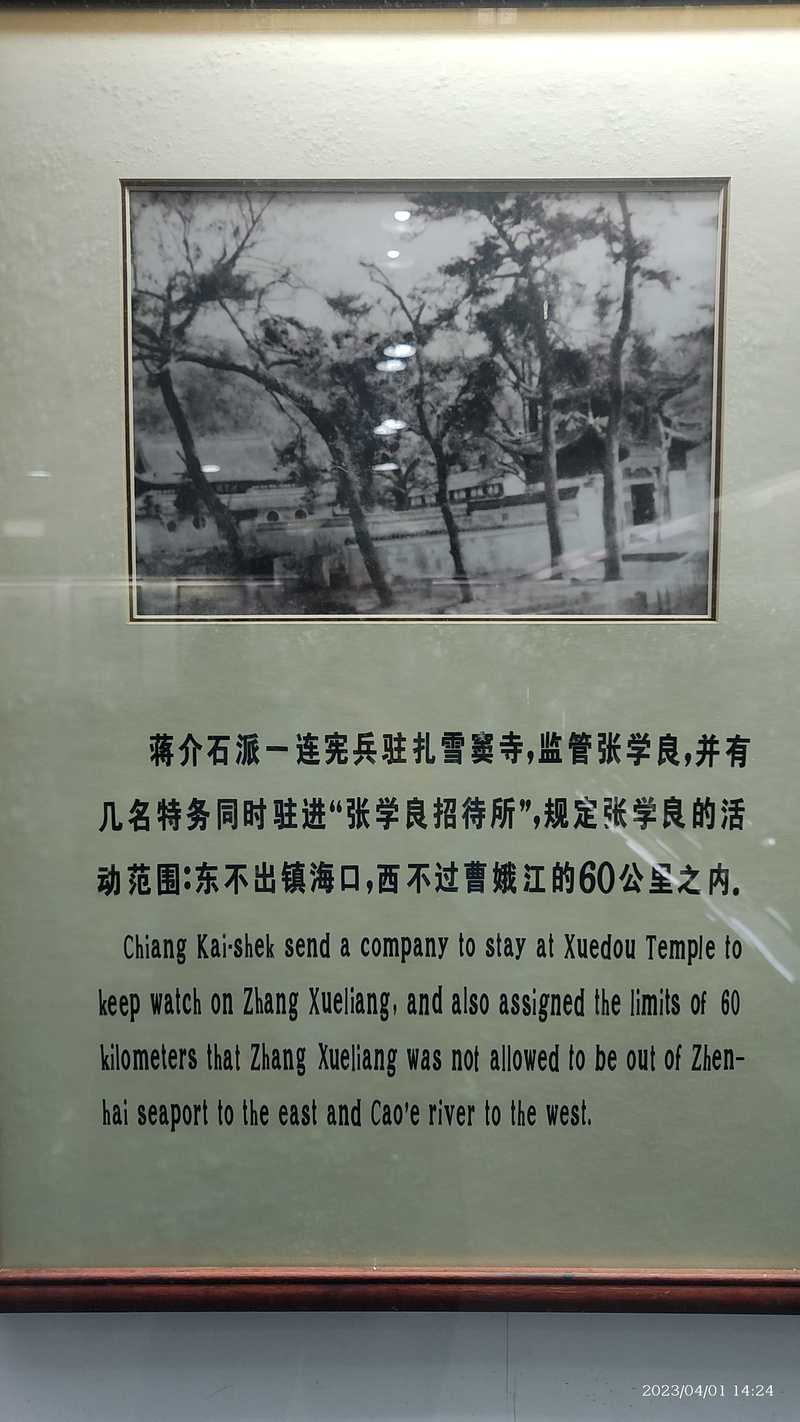 蒋介石派一连宪兵驻扎雪窦寺,监管张学良,并有
几名特务同时驻进“张学良招待所”,规定张学良的活
动范围:东不出镇海口,西不过曹娥江的60公里之内.
Chiang Kai-shek send a company to stay at Xuedou Temple to
keep watch on Zhang Xueliang, and also assigned the limits of 60
kilometers that Zhang Xueliang was not allowed to be out of Zhen-
hai seaport to the east and Cao'e river to the west.
2023/04/01 14:24